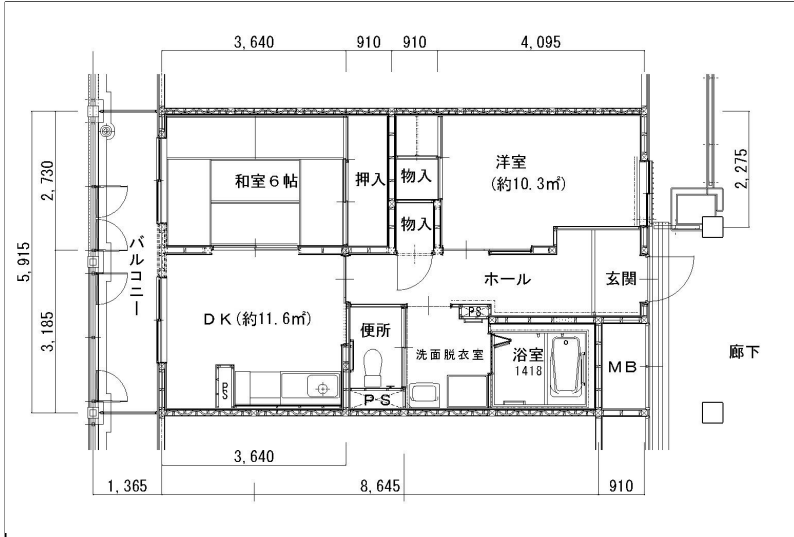 3,640
910
910
4,095
5,915
2,730
3,185
2,275
バルコニー
和室6帖
押入
物入
物入
洋室
(約10.3㎡)
ホール
玄関
DK(約11.6㎡)
便所
PS
洗面脱衣室
浴室
1418
MB
廊下
PS
PS
3,640
1,365
8,645
910